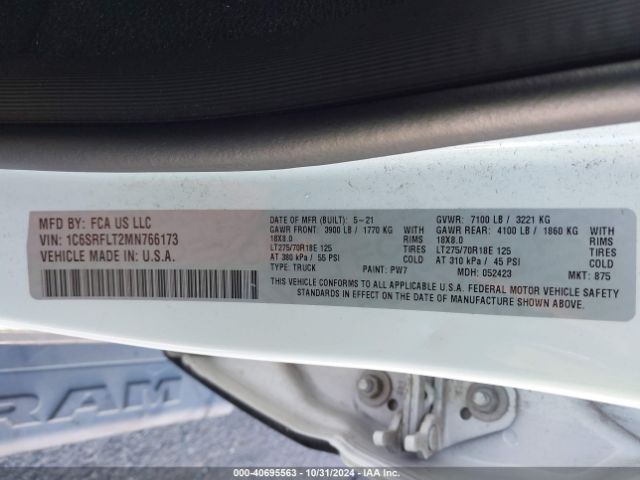 MFD BY: FCA US LLC
VIN: 1C6SRFLT2MN766173
VEHICLE MADE IN: U.S.A.
DATE OF MFR (BUILT): 5-21
GAWR FRONT: 3900 LB / 1770 KG WITH
18X8.0
LT275/70R18E 125 TIRES
AT 380 kPa / 55 PSI COLD
TYPE: TRUCK PAINT: PW7
GVWR: 7100 LB / 3221 KG
GAWR REAR: 4100 LB / 1860 KG WITH
18X8.0
LT275/70R18E 125 TIRES
AT 310 kPa / 45 PSI COLD
MDH: 052423 MKT: 875
THIS VEHICLE CONFORMS TO ALL APPLICABLE U.S.A. FEDERAL MOTOR VEHICLE SAFETY
STANDARDS IN EFFECT ON THE DATE OF MANUFACTURE SHOWN ABOVE.
RAM
000-40695563 - 10/31/2024 - IAA Inc.